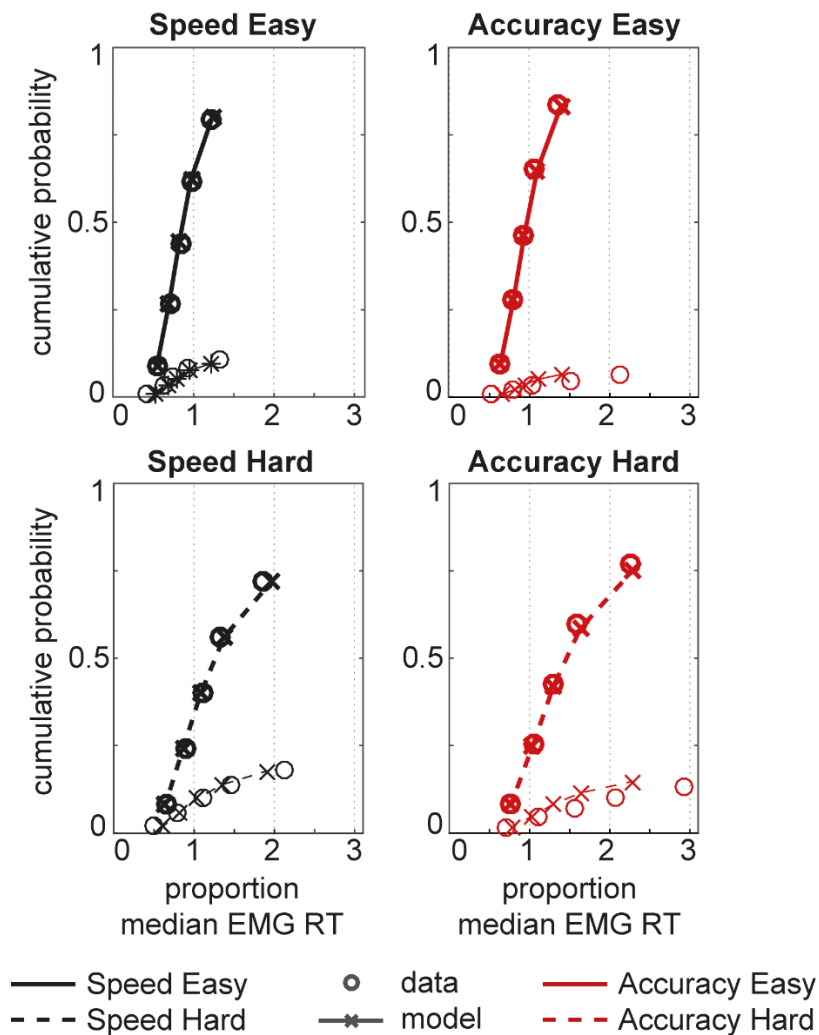 Speed Easy
Accuracy Easy
1
0.5
0
0 1 2 3
cumulative probability
1
0.5
0
0 1 2 3
Speed Hard
Accuracy Hard
1
0.5
0
0 1 2 3
cumulative probability
proportion
median EMG RT
1
0.5
0
0 1 2 3
proportion
median EMG RT
Speed Easy data Accuracy Easy
Speed Hard model Accuracy Hard